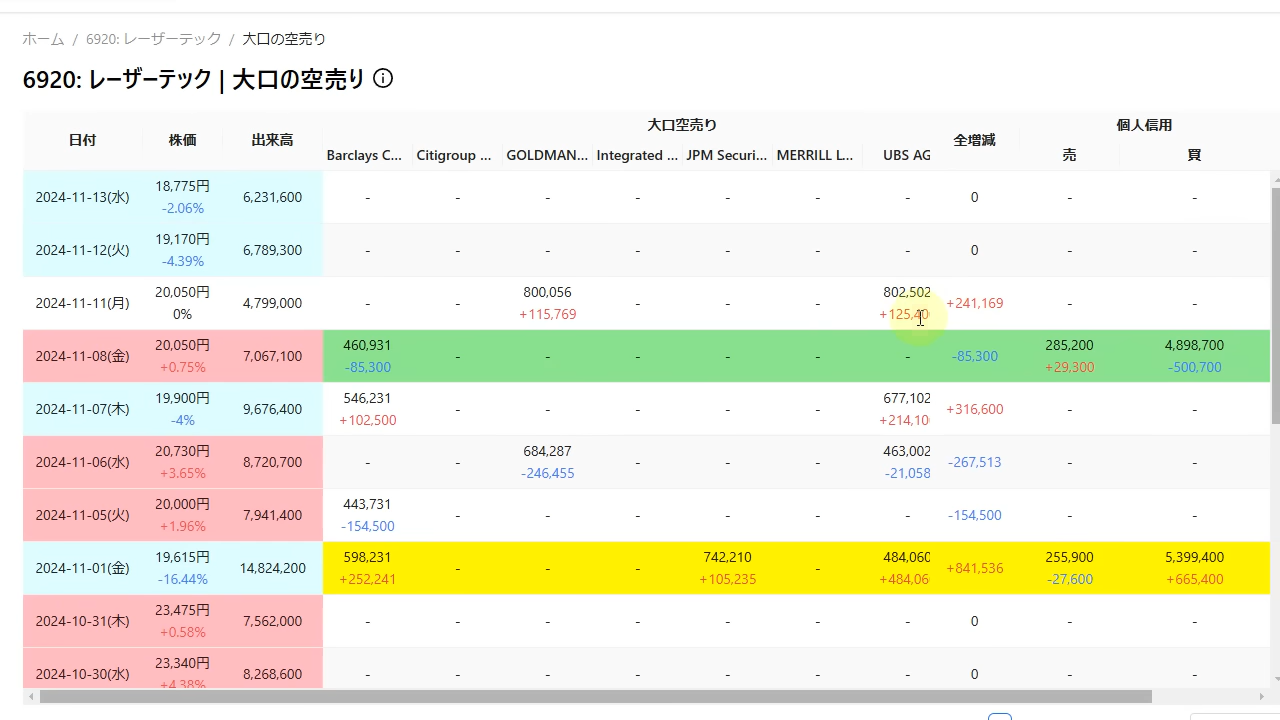 ホーム / 6920: レーザーテック / 大口の空売り
6920: レーザーテック | 大口の空売り
日付 株価 出来高 大口空売り 全増減 個人信用
Barclays C... Citigroup ... GOLDMAN... Integrated ... JPM Securi... MERRILL L... UBS AG 売 買
2024-11-13(水) 18,775円 6,231,600 - - - - - - - 0 - -
-2.06%
2024-11-12(火) 19,170円 6,789,300 - - - - - - - 0 - -
-4.39%
2024-11-11(月) 20,050円 4,799,000 - - 800,056 - - - 802,502 +241,169 - -
0% +115,769 +125,40
2024-11-08(金) 20,050円 7,067,100 460,931 - - - - - - -85,300 285,200 4,898,700
+0.75% -85,300 +29,300 -500,700
2024-11-07(木) 19,900円 9,676,400 546,231 - - - - - 677,102 +316,600 - -
-4% +102,500 +214,10
2024-11-06(水) 20,730円 8,720,700 - - 684,287 - - - 463,002 -267,513 - -
+3.65% -246,455 -21,058
2024-11-05(火) 20,000円 7,941,400 443,731 - - - - - - -154,500 - -
+1.96% -154,500
2024-11-01(金) 19,615円 14,824,200 598,231 - - - 742,210 - 484,060 +841,536 255,900 5,399,400
-16.44% +252,241 +105,235 +484,06 -27,600 +665,400
2024-10-31(木) 23,475円 7,562,000 - - - - - - - 0 - -
+0.58%
2024-10-30(水) 23,340円 8,268,600 - - - - - - - 0 - -
+4.38%